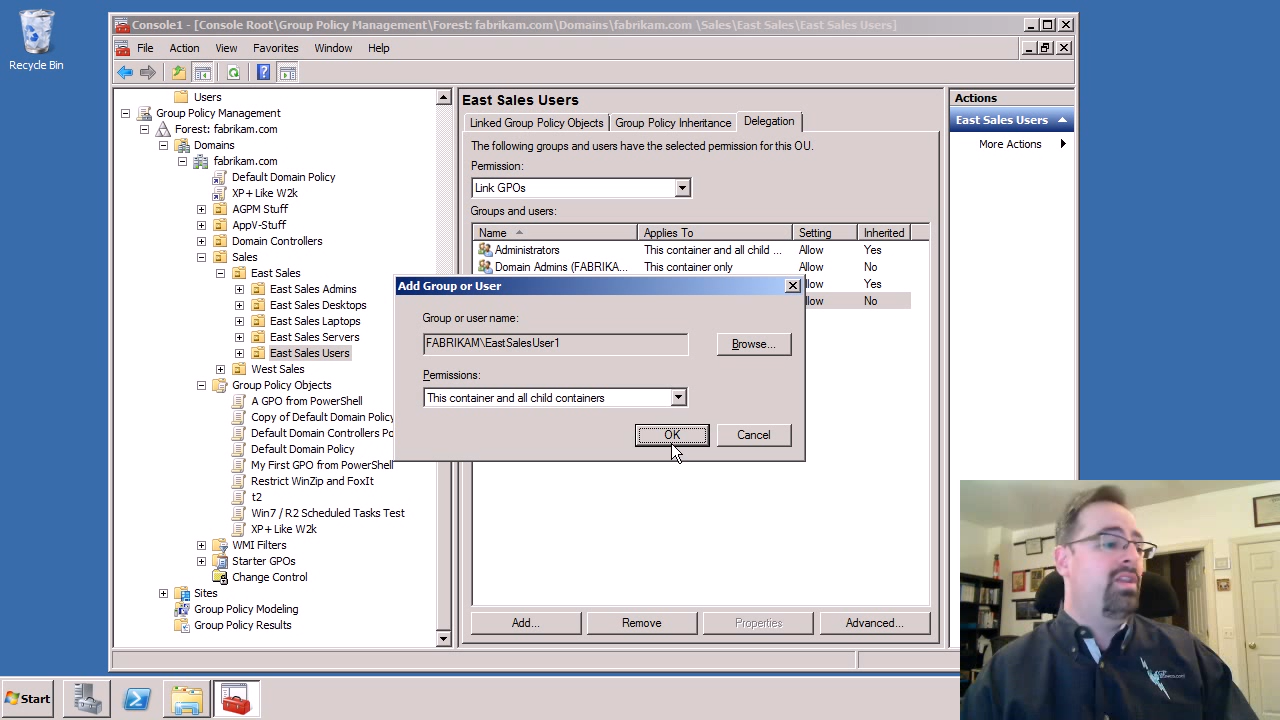 Recycle Bin
Console1 - [Console Root\Group Policy Management\Forest: fabrikam.com\Domains\fabrikam.com \Sales\East Sales\East Sales Users]
File Action View Favorites Window Help
Users
Group Policy Management
Forest: fabrikam.com
Domains
fabrikam.com
Default Domain Policy
XP+ Like W2k
AGPM Stuff
AppV-Stuff
Domain Controllers
Sales
East Sales
East Sales Admins
East Sales Desktops
East Sales Laptops
East Sales Servers
East Sales Users
West Sales
Group Policy Objects
A GPO from PowerShell
Copy of Default Domain Policy
Default Domain Controllers Po
Default Domain Policy
My First GPO from PowerShell
Restrict WinZip and FoxIt
t2
Win7 / R2 Scheduled Tasks Test
XP+ Like W2k
WMI Filters
Starter GPOs
Change Control
Sites
Group Policy Modeling
Group Policy Results
East Sales Users
Linked Group Policy Objects Group Policy Inheritance Delegation
The following groups and users have the selected permission for this OU.
Permission:
Link GPOs
Groups and users:
Name Applies To Setting Inherited
Administrators This container and all child ... Allow Yes
Domain Admins (FABRIKA... This container only Allow No
Yes
llow No
Add Group or User
Group or user name:
FABRIKAM\EastSalesUser1
Browse...
Permissions:
This container and all child containers
OK Cancel
Add... Remove Properties Advanced...
Actions
East Sales Users
More Actions
Start